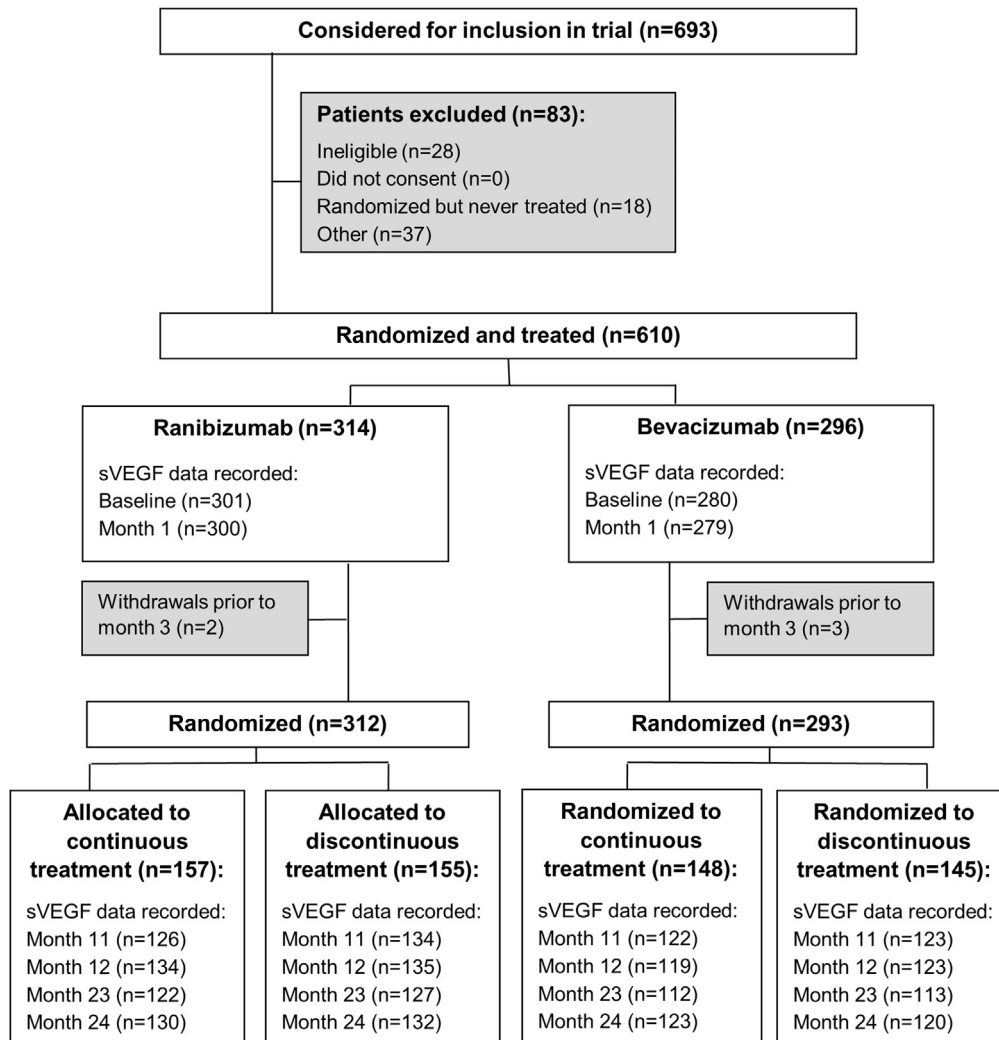 Considered for inclusion in trial (n=693)
Patients excluded (n=83):
Ineligible (n=28)
Did not consent (n=0)
Randomized but never treated (n=18)
Other (n=37)
Randomized and treated (n=610)
Ranibizumab (n=314)
sVEGF data recorded:
Baseline (n=301)
Month 1 (n=300)
Bevacizumab (n=296)
sVEGF data recorded:
Baseline (n=280)
Month 1 (n=279)
Withdrawals prior to
month 3 (n=2)
Withdrawals prior to
month 3 (n=3)
Randomized (n=312)
Randomized (n=293)
Allocated to
continuous
treatment (n=157):
sVEGF data recorded:
Month 11 (n=126)
Month 12 (n=134)
Month 23 (n=122)
Month 24 (n=130)
Allocated to
discontinuous
treatment (n=155):
sVEGF data recorded:
Month 11 (n=134)
Month 12 (n=135)
Month 23 (n=127)
Month 24 (n=132)
Randomized to
continuous
treatment (n=148):
sVEGF data recorded:
Month 11 (n=122)
Month 12 (n=119)
Month 23 (n=112)
Month 24 (n=123)
Randomized to
discontinuous
treatment (n=145):
sVEGF data recorded:
Month 11 (n=123)
Month 12 (n=123)
Month 23 (n=113)
Month 24 (n=120)